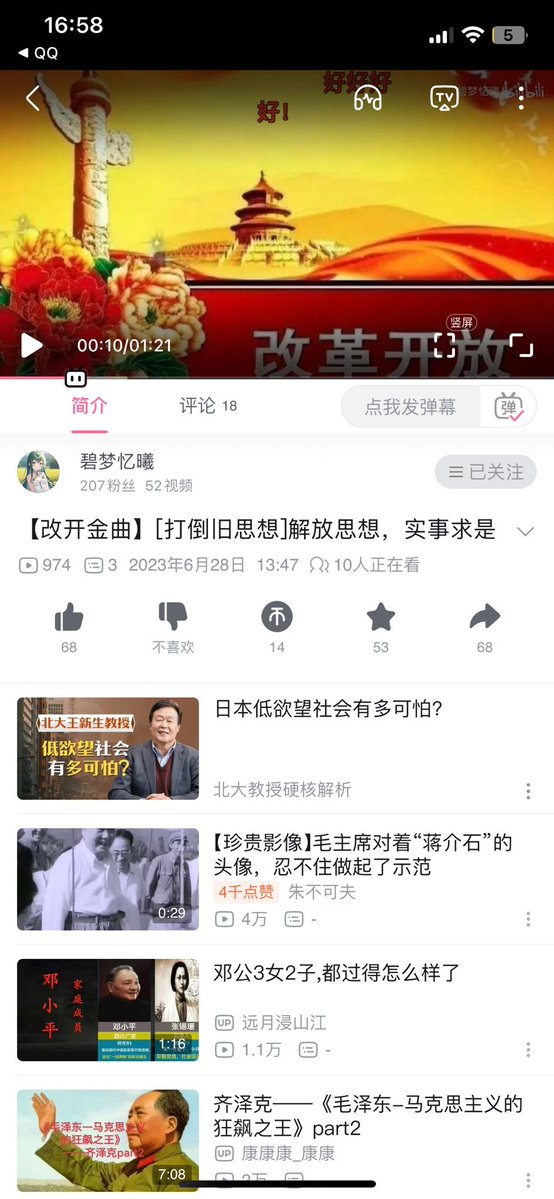 16:58
5
◀ QQ
好好好
好!
碧梦忆曦 bilibili
TV
改革开放
竖屏
00:10/01:21
简介
评论 18
点我发弹幕
弹
碧梦忆曦
207粉丝 52视频
已关注
【改开金曲】[打倒旧思想]解放思想，实事求是
974 3 2023年6月28日 13:47 10人正在看
68
不喜欢
14
53
68
北大王新生教授
低欲望社会
有多可怕?
日本低欲望社会有多可怕?
北大教授硬核解析
0:29
【珍贵影像】毛主席对着“蒋介石”的
头像，忍不住做起了示范
4千点赞 朱不可夫
4万 -
邓小平
家庭成员
邓小平
张锡瑗
1:16
邓公3女2子,都过得怎么样了
UP 远月浸山江
1.1万 -
《毛泽东—马克思主义
的狂飙之王》
——齐泽克part2
7:08
齐泽克——《毛泽东-马克思主义的
狂飙之王》part2
UP 康康康_康康
2万